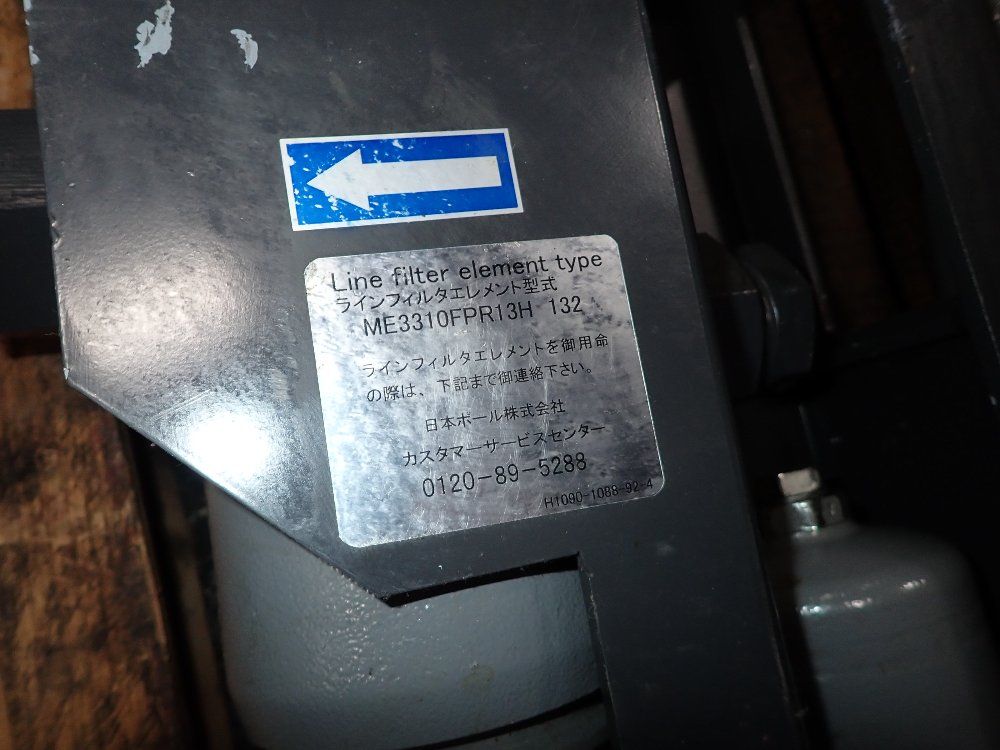 Line filter element type
ラインフィルタエレメント型式
ME3310FPR13H 132
ラインフィルタエレメントを御用命
の際は、下記まで御連絡下さい。
日本ポール株式会社
カスタマーサービスセンター
0120-89-5288
H1090-1088-92-4